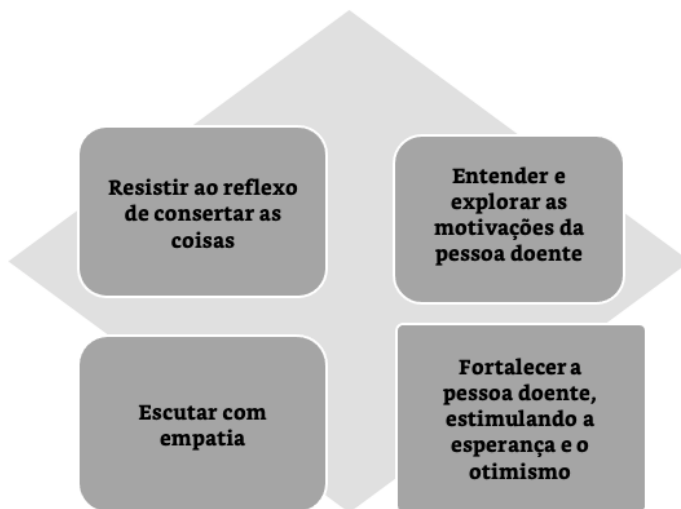 Resistir ao reflexo
de consertar as
coisas
Entender e
explorar as
motivações da
pessoa doente
Escutar com
empatia
Fortalecer a
pessoa doente,
estimulando a
esperança e o
otimismo